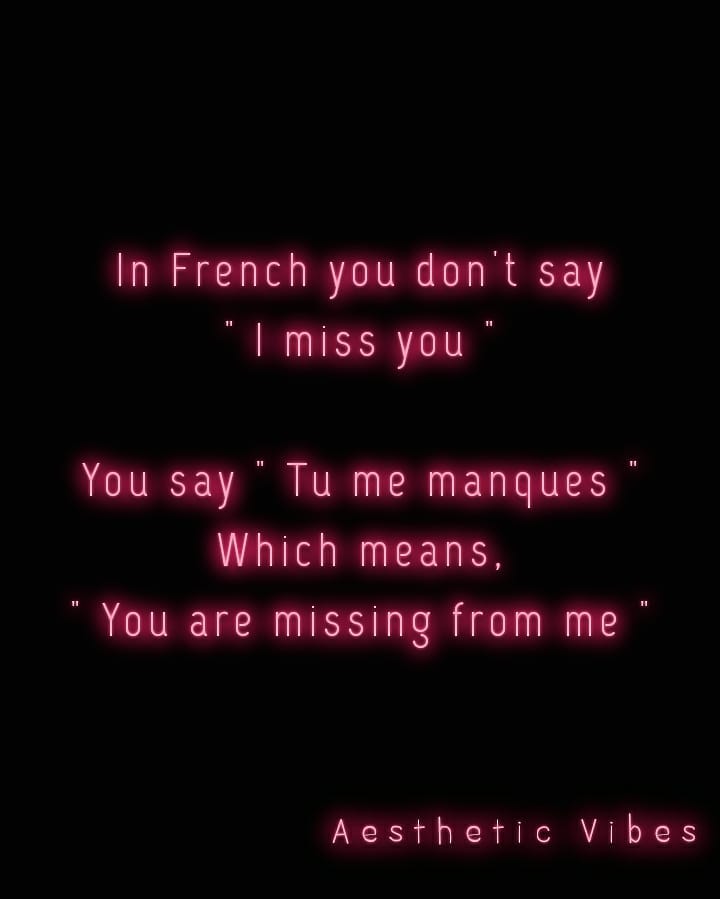 In French you don't say
" I miss you "
You say " Tu me manques "
Which means,
" You are missing from me "
Aesthetic Vibes